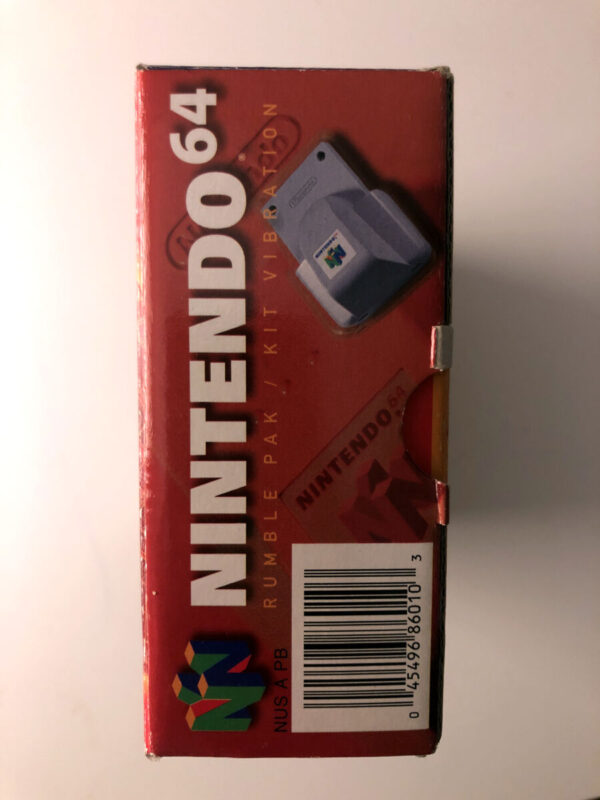 NINTENDO64
RUMBLE PAK / KIT VIBRATION
NINTENDO64
NUS A PB
0 45496 86010 3